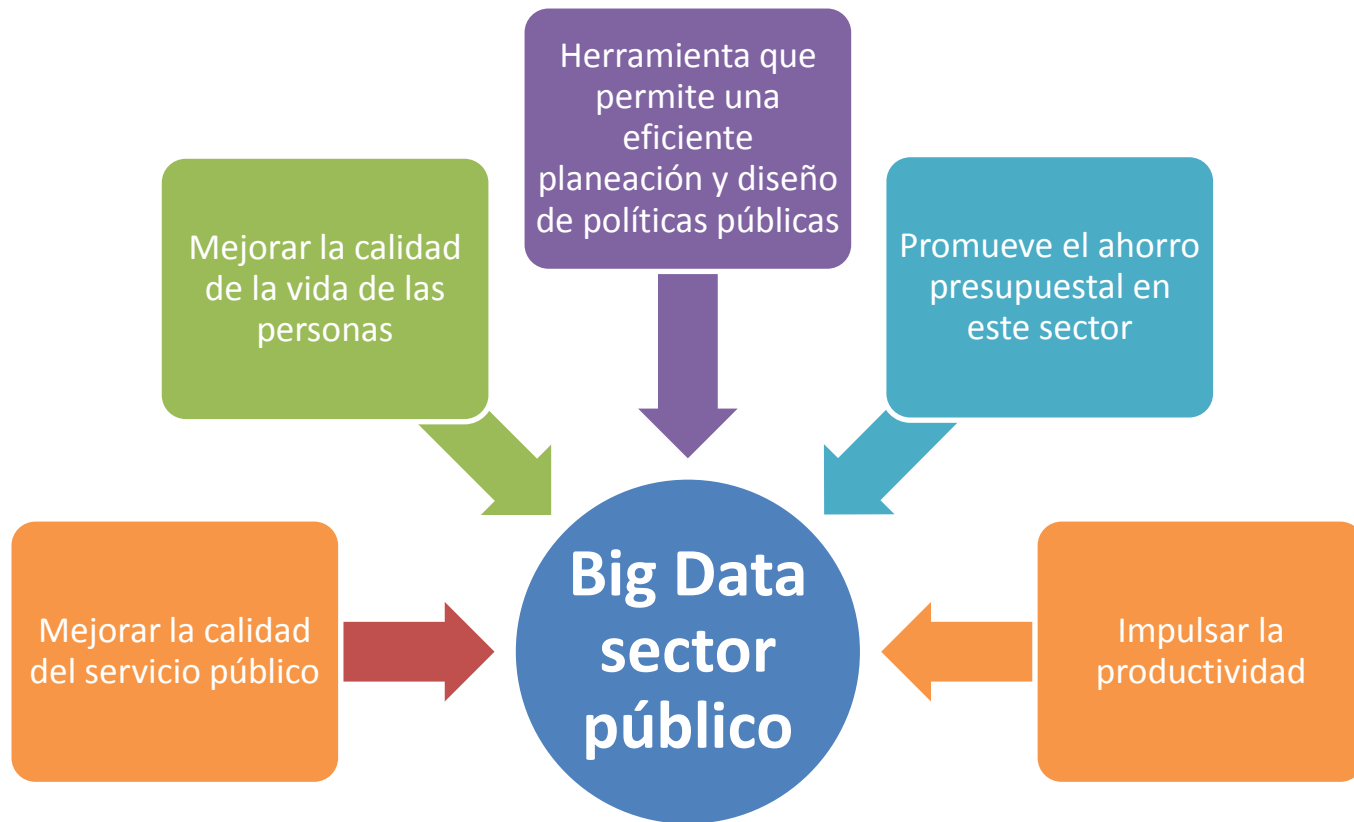 Herramienta que
permite una
eficiente
planeación y diseño
de políticas públicas
Mejorar la calidad
de la vida de las
personas
Promueve el ahorro
presupuestal en
este sector
Mejorar la calidad
del servicio público
Big Data
sector
público
Impulsar la
productividad